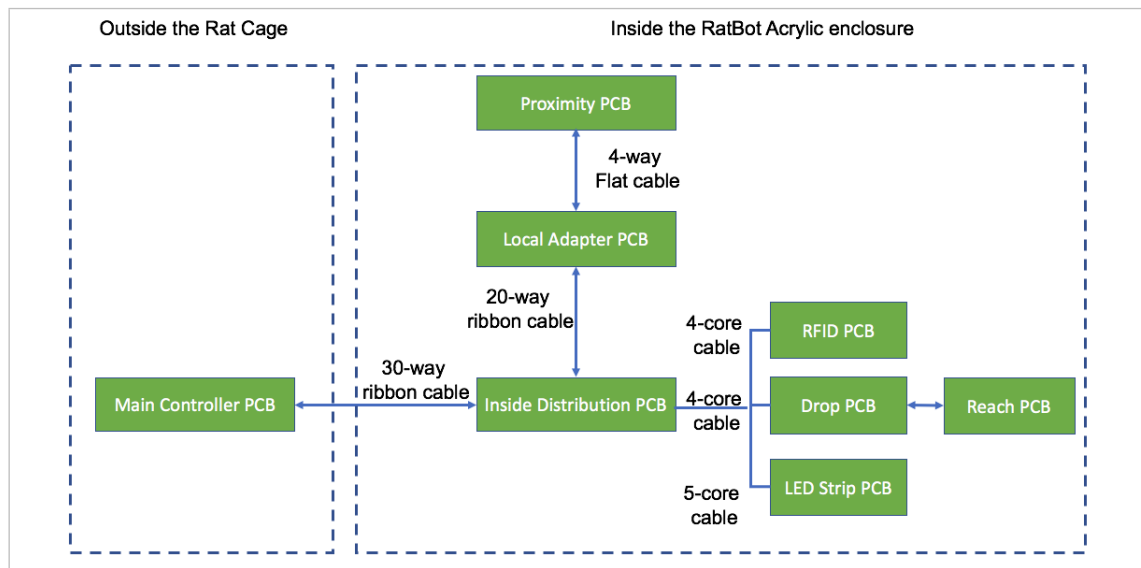 Outside the Rat Cage
Inside the RatBot Acrylic enclosure
Proximity PCB
4-way
Flat cable
Local Adapter PCB
20-way
ribbon cable
4-core
cable
RFID PCB
30-way
ribbon cable
Main Controller PCB
Inside Distribution PCB
4-core
cable
Drop PCB
Reach PCB
5-core
cable
LED Strip PCB